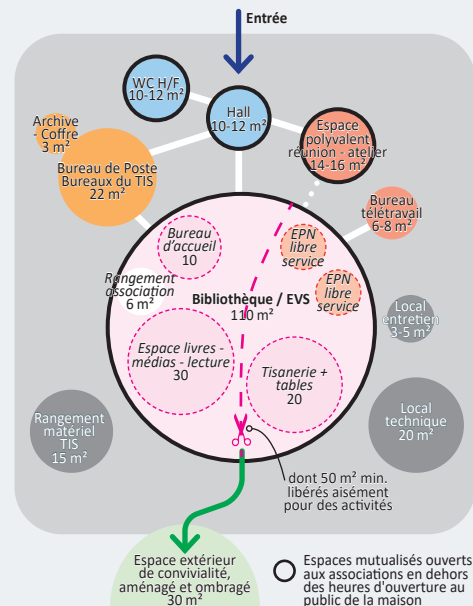 Entrée
WC H/F
10-12 m²
Hall
10-12 m²
Archive
- Coffre
3 m²
Espace
polyvalent
réunion - atelier
14-16 m²
Bureau de Poste
Bureaux du TIS
22 m²
Bureau
télétravail
6-8 m²
Bureau
d'accueil
10
EPN
libre
service
Rangement
association
6 m²
EPN
libre
service
Bibliothèque / EVS
110 m²
Local
entretien
3-5 m²
Espace livres -
médias - lecture
30
Tisanerie +
tables
20
Rangement
matériel
TIS
15 m²
Local
technique
20 m²
dont 50 m² min.
libérés aisément
pour des activités
Espace extérieur
de convivialité,
aménagé et ombragé
30 m²
Espaces mutualisés ouverts
aux associations en dehors
des heures d'ouverture au
public de la maison